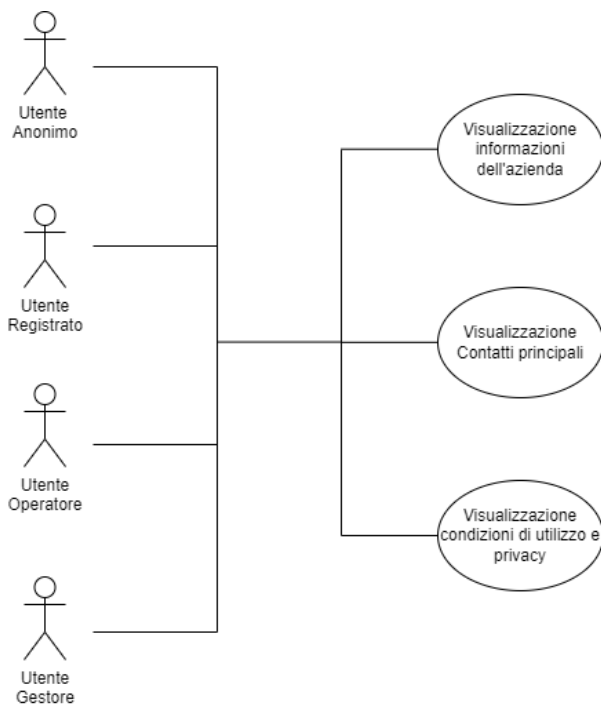 Utente
Anonimo
Utente
Registrato
Utente
Operatore
Utente
Gestore
Visualizzazione
informazioni
dell'azienda
Visualizzazione
Contatti principali
Visualizzazione
condizioni di utilizzo e
privacy